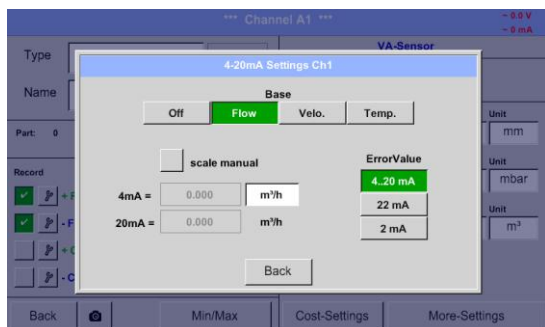 *** Channel A1 ***
~ 0.0 V
~ 0 mA
Type
VA-Sensor
4-20mA Settings Ch1
Name
Base
Off Flow Velo. Temp.
Unit
Part: 0
mm
scale manual
ErrorValue
Unit
Record
4..20 mA
mbar
4mA = 0.000 m³/h
22 mA
Unit
20mA = 0.000 m³/h
2 mA
m³
+ F
- F
+ C
- C
Back
Back
Min/Max
Cost-Settings
More-Settings